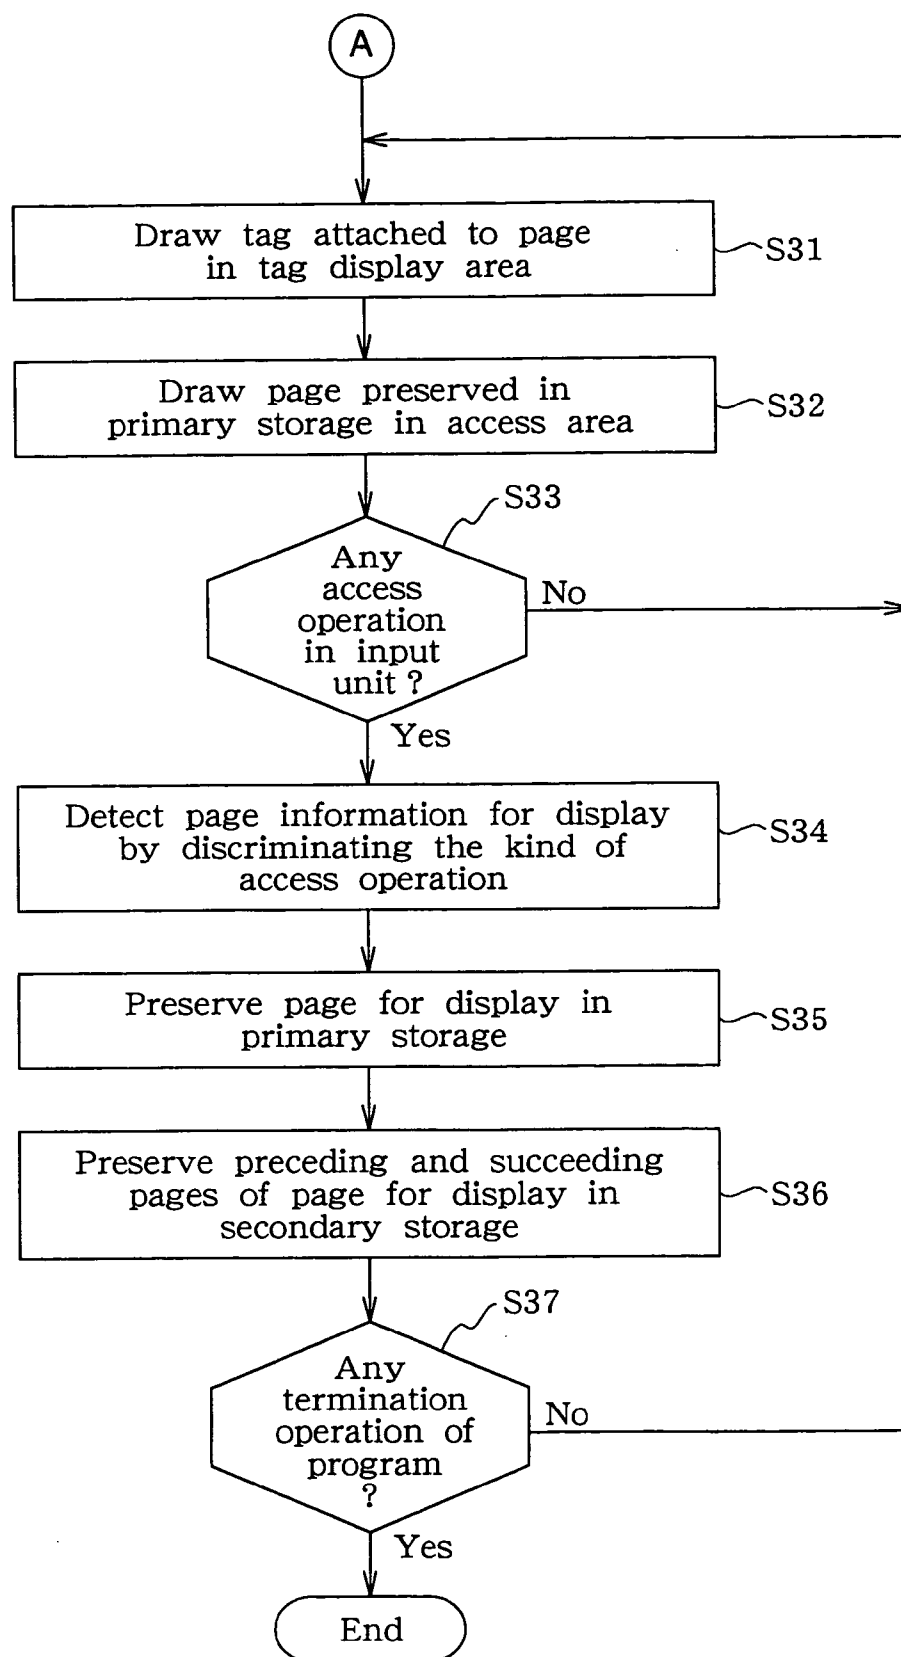 A
Draw tag attached to page
in tag display area
S31
Draw page preserved in
primary storage in access area
S32
S33
Any
access
operation
in input
unit ?
No
Yes
Detect page information for display
by discriminating the kind of
access operation
S34
Preserve page for display in
primary storage
S35
Preserve preceding and succeeding
pages of page for display in
secondary storage
S36
S37
Any
termination
operation of
program
?
No
Yes
End